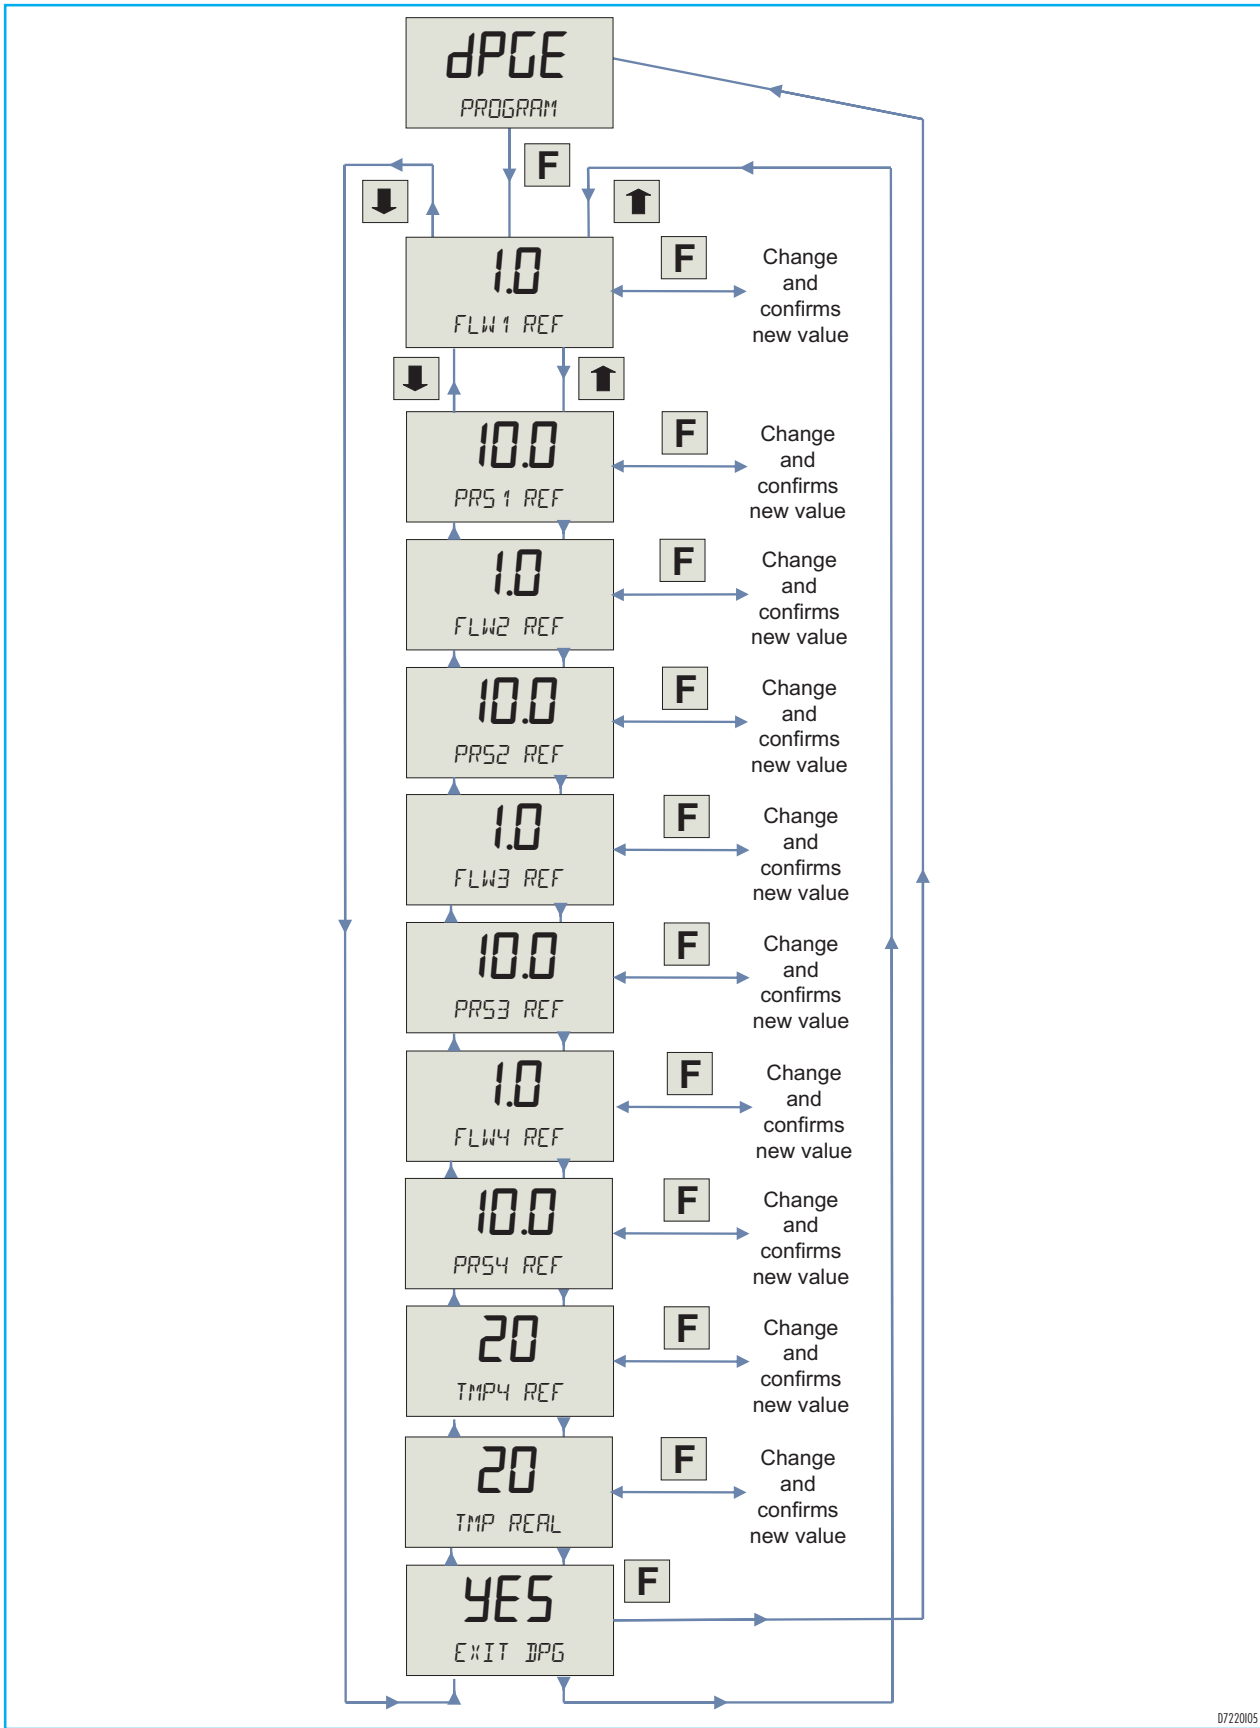 dPGE
PROGRAM
F
1.0
FLW1 REF
F
Change
and
confirms
new value
10.0
PRS1 REF
F
Change
and
confirms
new value
1.0
FLW2 REF
F
Change
and
confirms
new value
10.0
PRS2 REF
F
Change
and
confirms
new value
1.0
FLW3 REF
F
Change
and
confirms
new value
10.0
PRS3 REF
F
Change
and
confirms
new value
1.0
FLW4 REF
F
Change
and
confirms
new value
10.0
PRS4 REF
F
Change
and
confirms
new value
20
TMP4 REF
F
Change
and
confirms
new value
20
TMP REAL
F
Change
and
confirms
new value
YES
EXIT DPG
F
D7220I05